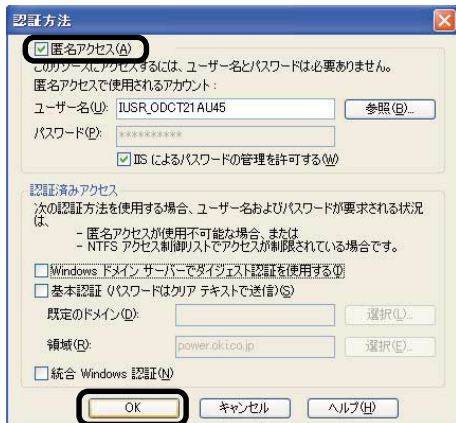 認証方法
匿名アクセス(A)
このリソースにアクセスするには、ユーザー名とパスワードは必要ありません。
匿名アクセスで使用されるアカウント:
ユーザー名(U): IUSR_ODCT21AU45 参照(B)...
パスワード(P): **********
IIS によるパスワードの管理を許可する(W)
認証済みアクセス
次の認証方法を使用する場合、ユーザー名およびパスワードが要求される状況
は、
- 匿名アクセスが使用不可能な場合、または
- NTFS アクセス制御リストでアクセスが制限されている場合です。
Windows ドメイン サーバーでダイジェスト認証を使用する(I)
基本認証 (パスワードはクリア テキストで送信)(S)
既定のドメイン(D): 選択(L)...
領域(R): power.oki.co.jp 選択(E)...
統合 Windows 認証(N)
OK キャンセル ヘルプ(H)